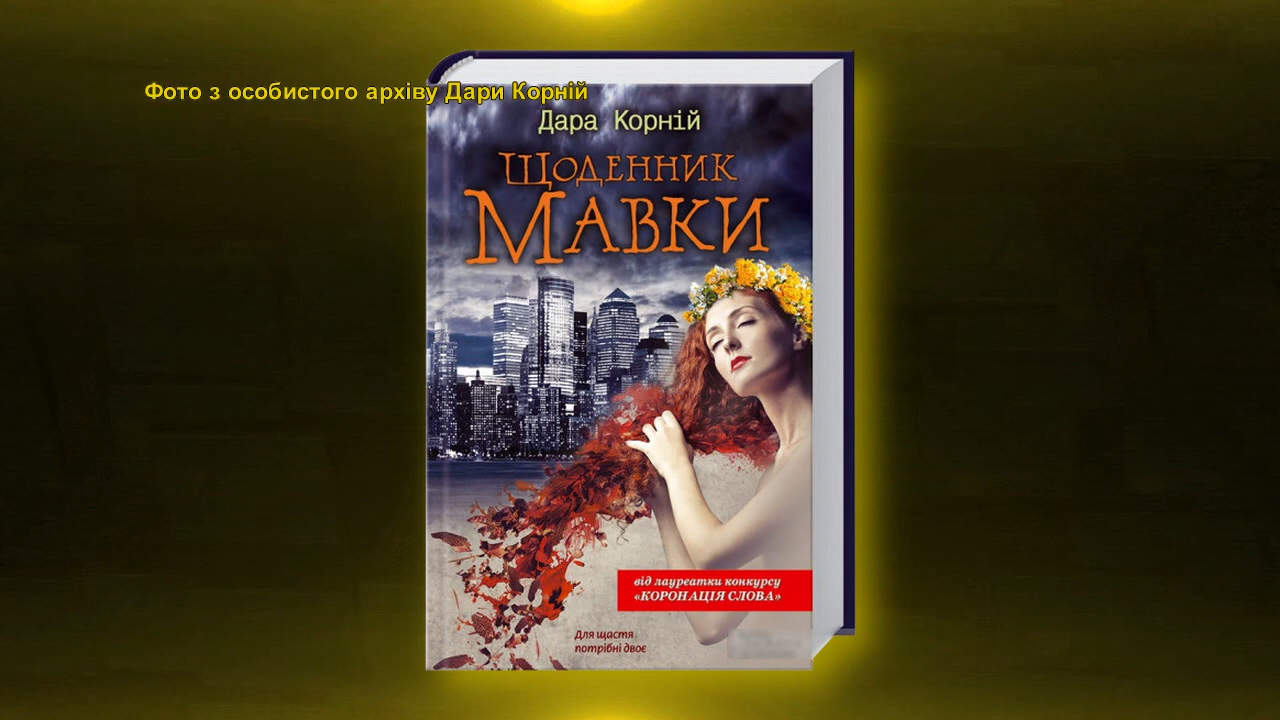 Фото з особистого архіву Дари Корній
Дара Корній
Щоденник
Мавки
від лауреатки конкурсу
«КОРОНАЦІЯ СЛОВА»
Для щастя
потрібні двоє